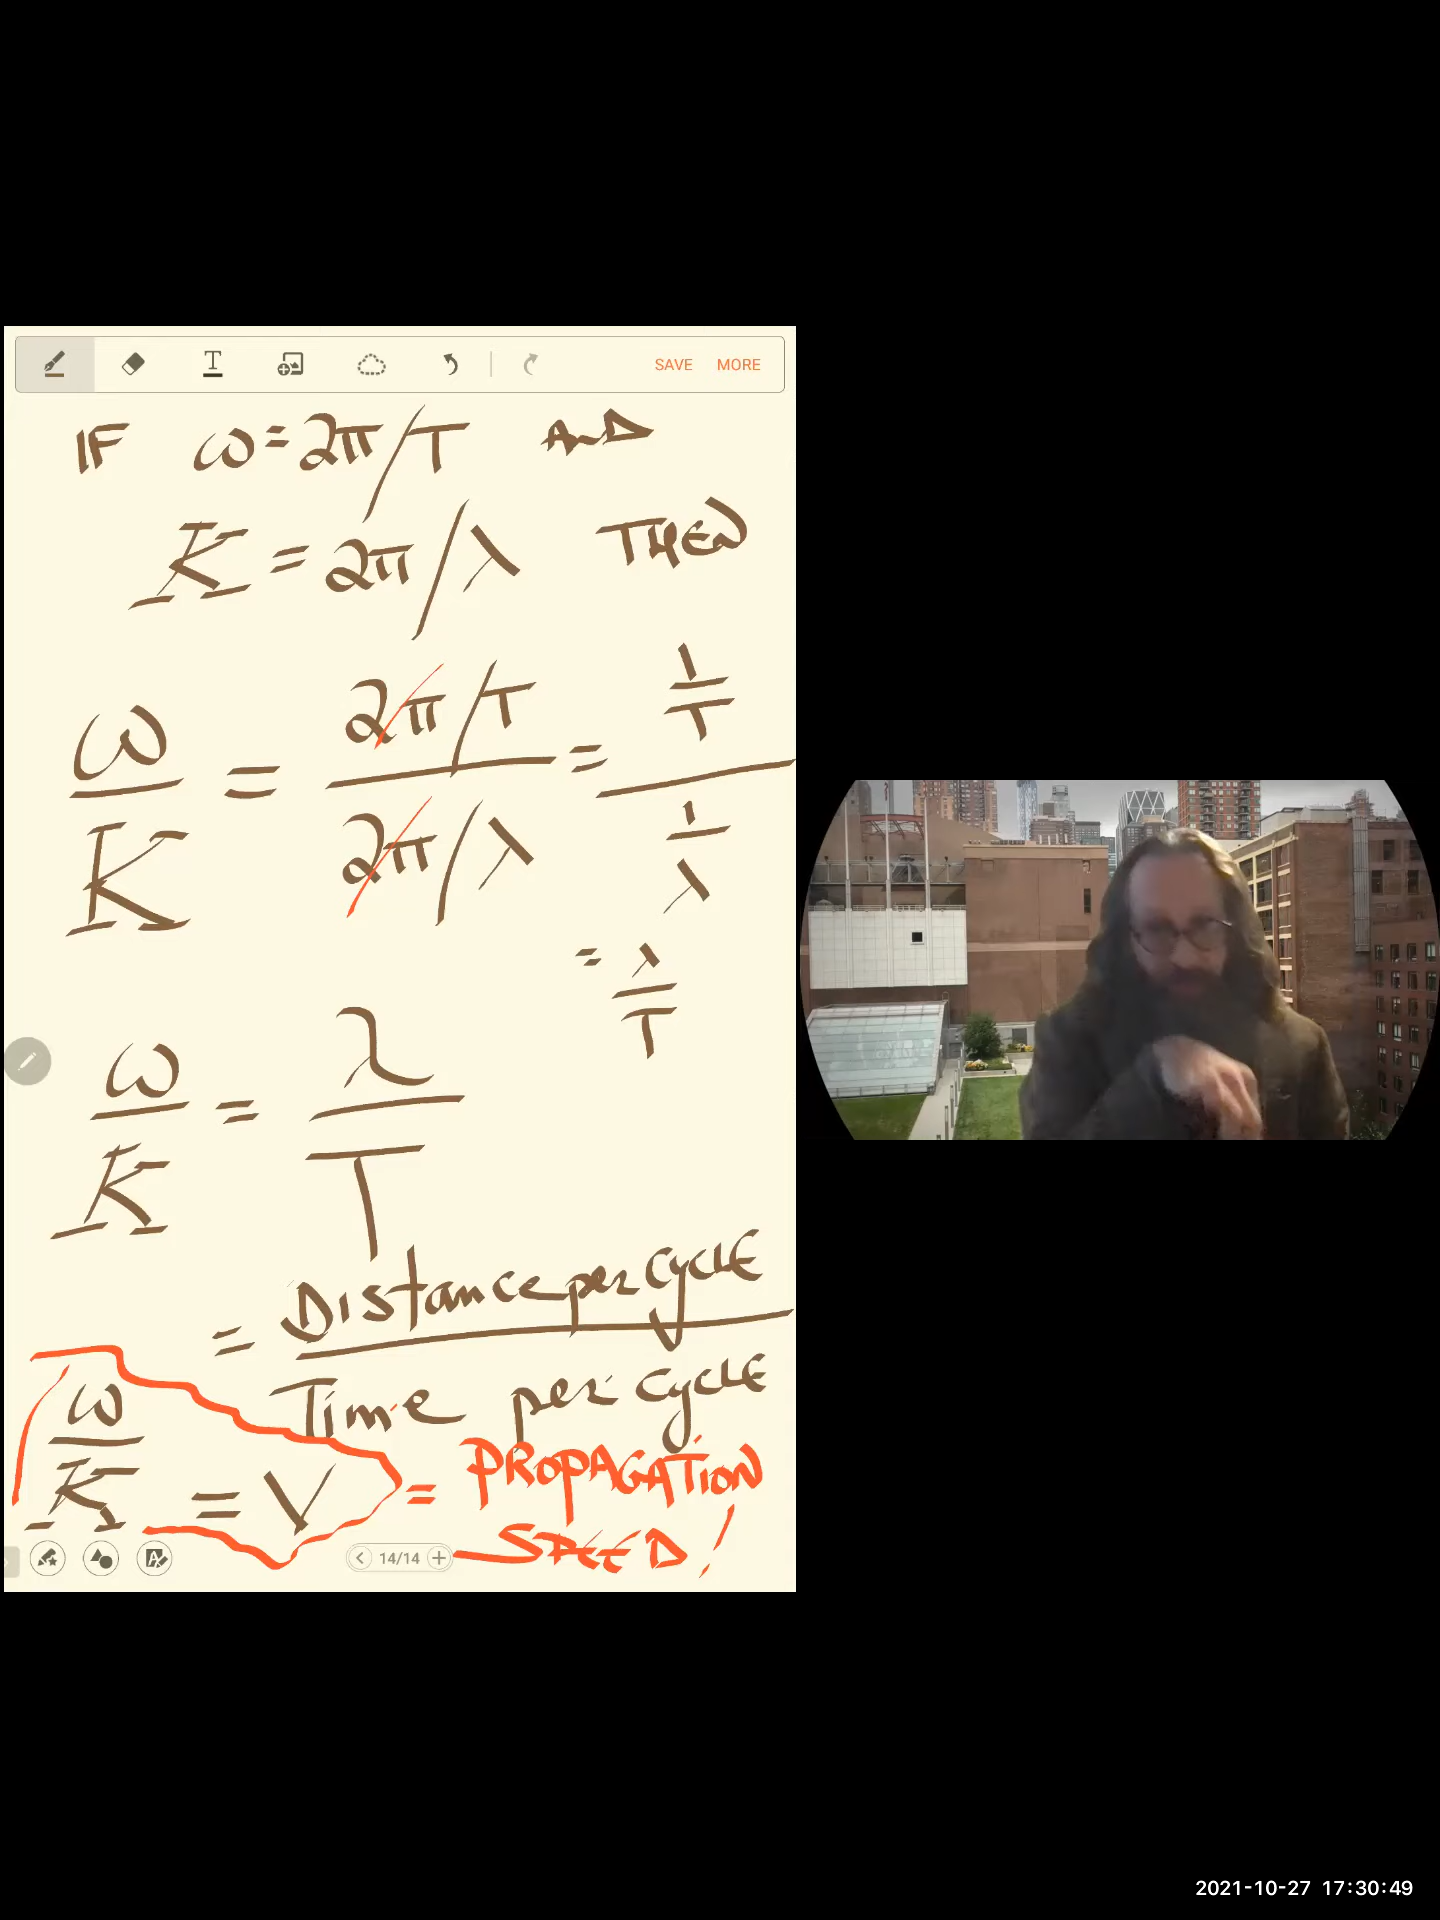 T SAVE MORE
IF ω=2π/T AND
K=2π/λ THEN
ω/K = (2π/T)/(2π/λ) = (1/T)/(1/λ)
= λ/T
ω/K = λ/T
= Distance per cycle
Time per cycle
ω/K = V = PROPAGATION
SPEED!
14/14
2021-10-27 17:30:49